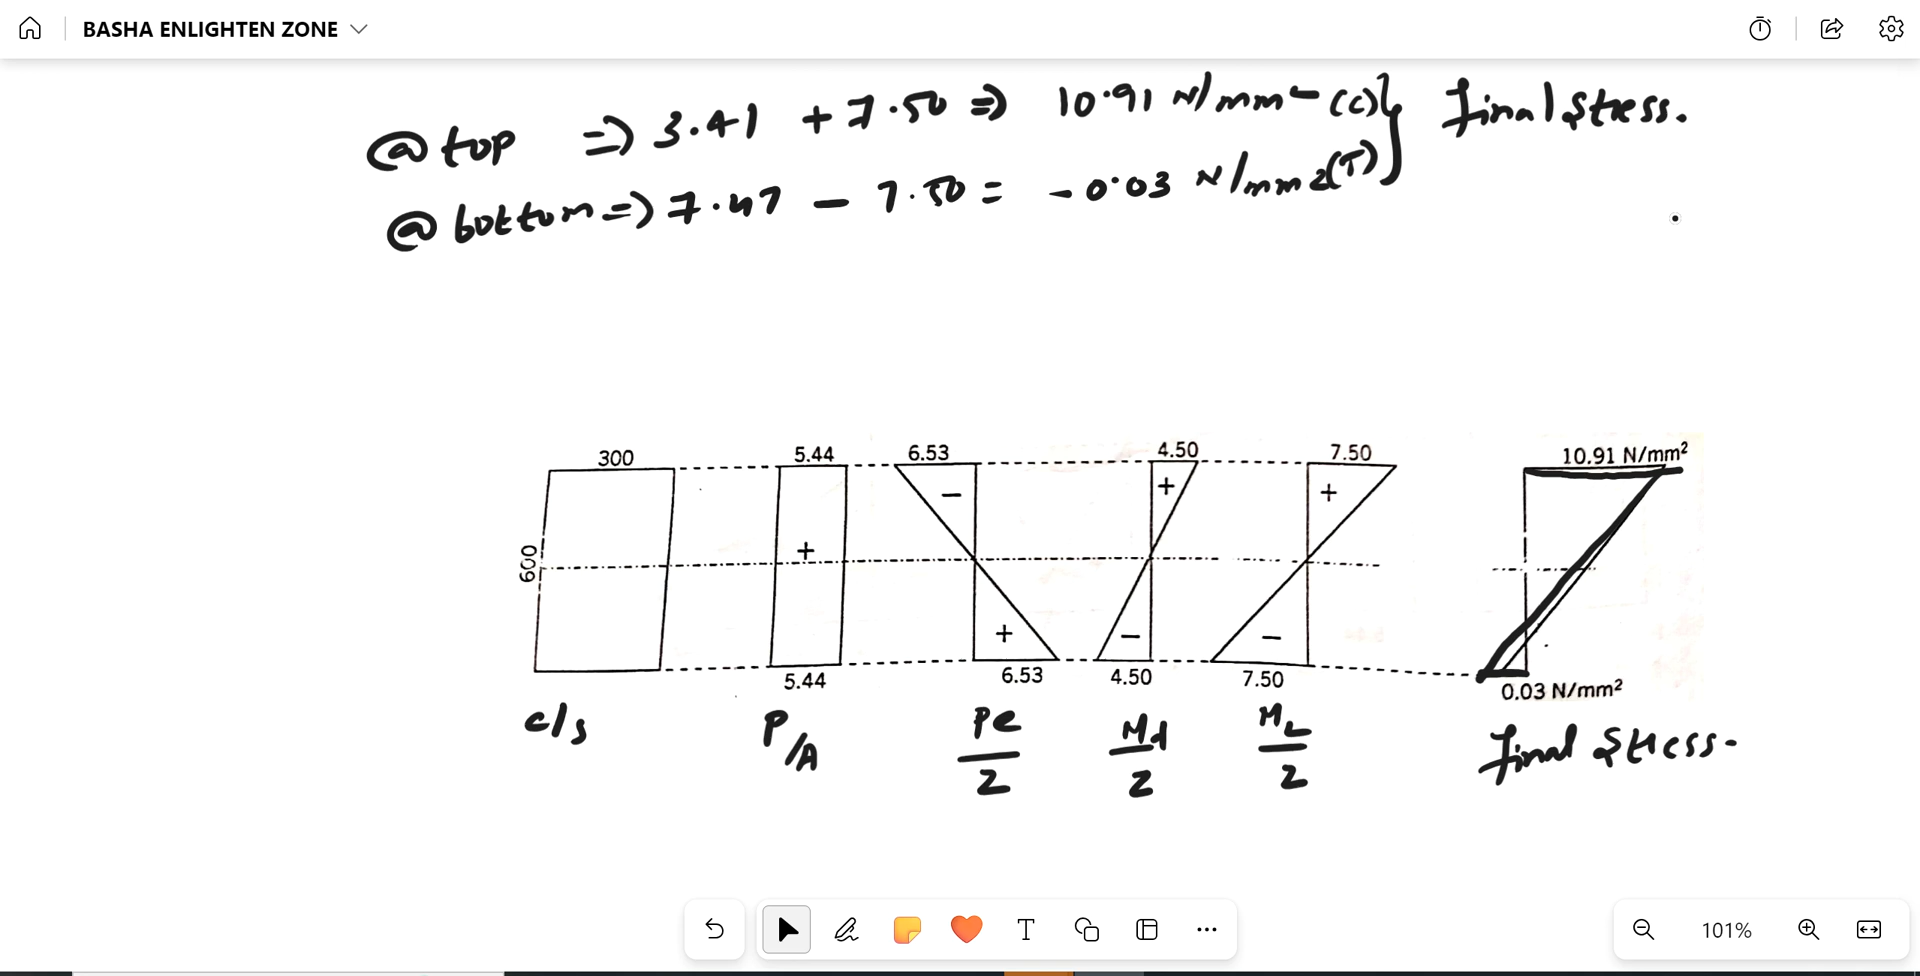 BASHA ENLIGHTEN ZONE
@ top => 3.41 + 7.50 => 10.91 N/mm² (C) } final stress.
@ bottom => 7.47 - 7.50 = -0.03 N/mm2 (T)
300 5.44 6.53 4.50 7.50 10.91 N/mm²
- + +
600 +
+ - -
5.44 6.53 4.50 7.50 0.03 N/mm²
c/s P/A Pe/Z Md/Z ML/Z final stress.
T 101%